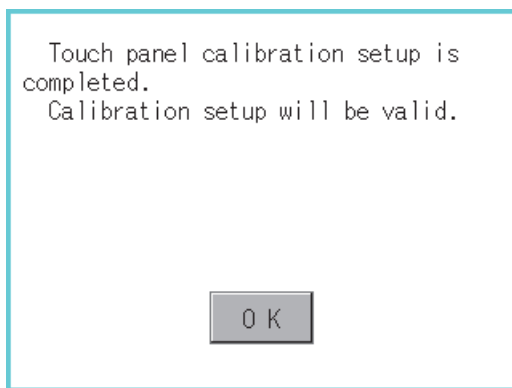 Touch panel calibration setup is
completed.
Calibration setup will be valid.
OK